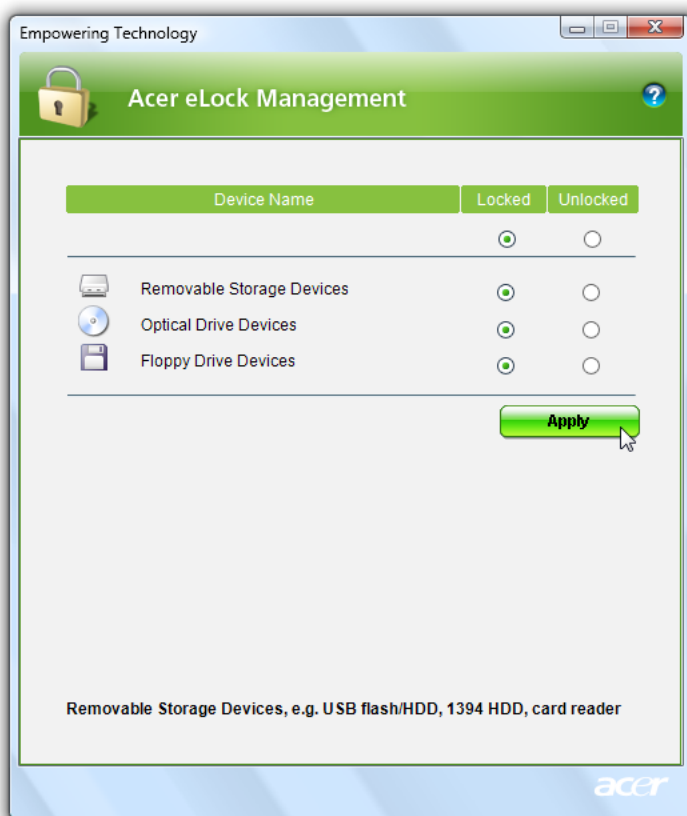 Empowering Technology
Acer eLock Management
?
Device Name Locked Unlocked
Removable Storage Devices
Optical Drive Devices
Floppy Drive Devices
Apply
Removable Storage Devices, e.g. USB flash/HDD, 1394 HDD, card reader
acer